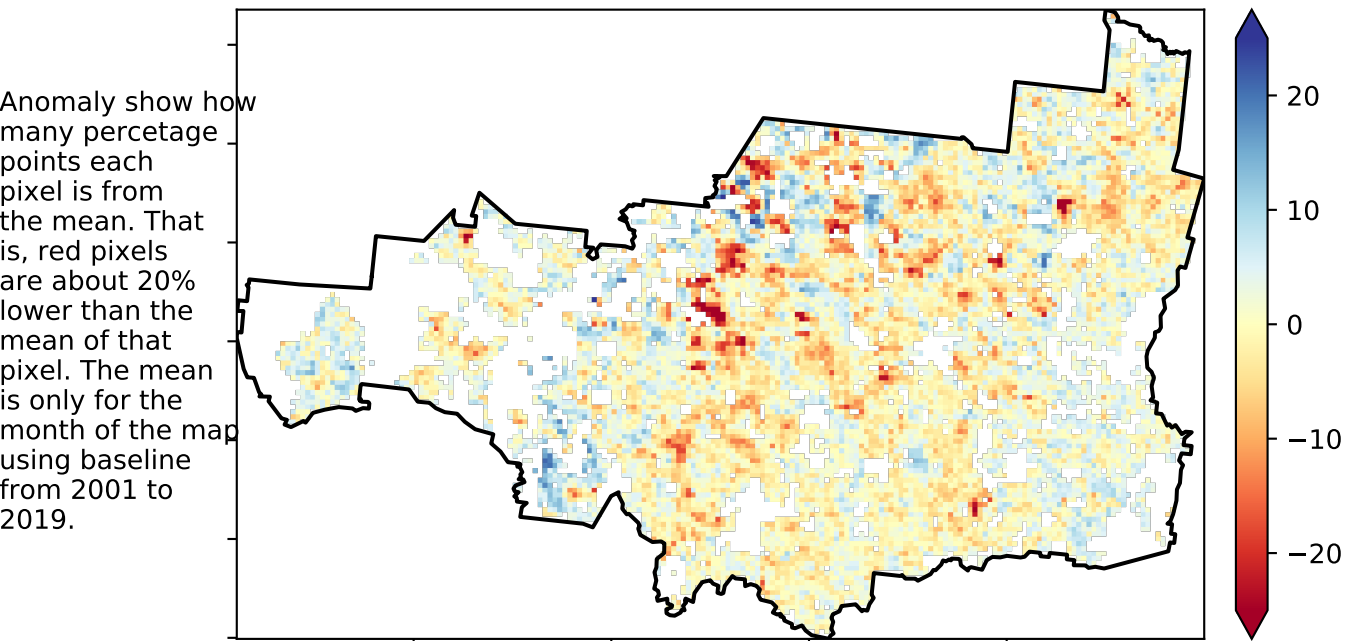 Anomaly show how
many percetage
points each
pixel is from
the mean. That
is, red pixels
are about 20%
lower than the
mean of that
pixel. The mean
is only for the
month of the map
using baseline
from 2001 to
2019.
20
10
0
−10
−20